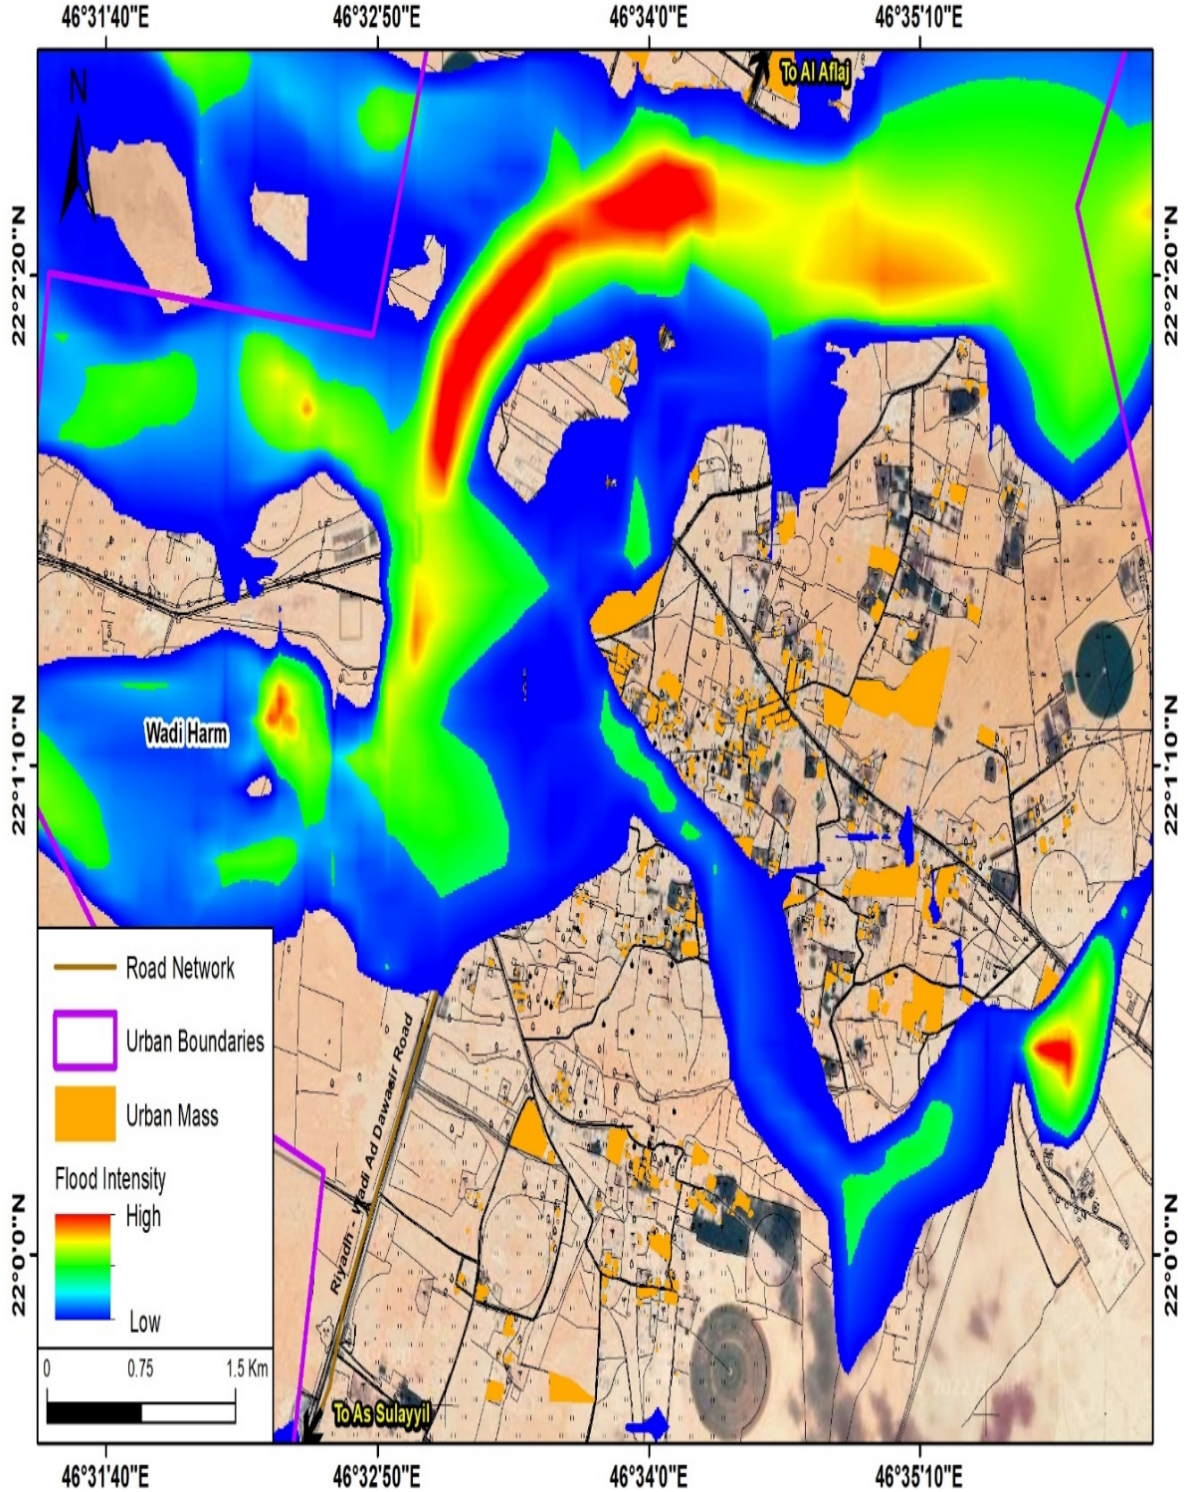 46°31'40"E
46°32'50"E
46°34'0"E
46°35'10"E
To Al Aflaj
N
22°2'20"N
22°2'20"N
Wadi Harm
22°1'10"N
22°1'10"N
Road Network
Urban Boundaries
Urban Mass
Flood Intensity
High
Low
Riyadh - Wadi Ad Dawasir Road
22°0'0"N
22°0'0"N
0 0.75 1.5 Km
To As Sulayyil
46°31'40"E
46°32'50"E
46°34'0"E
46°35'10"E